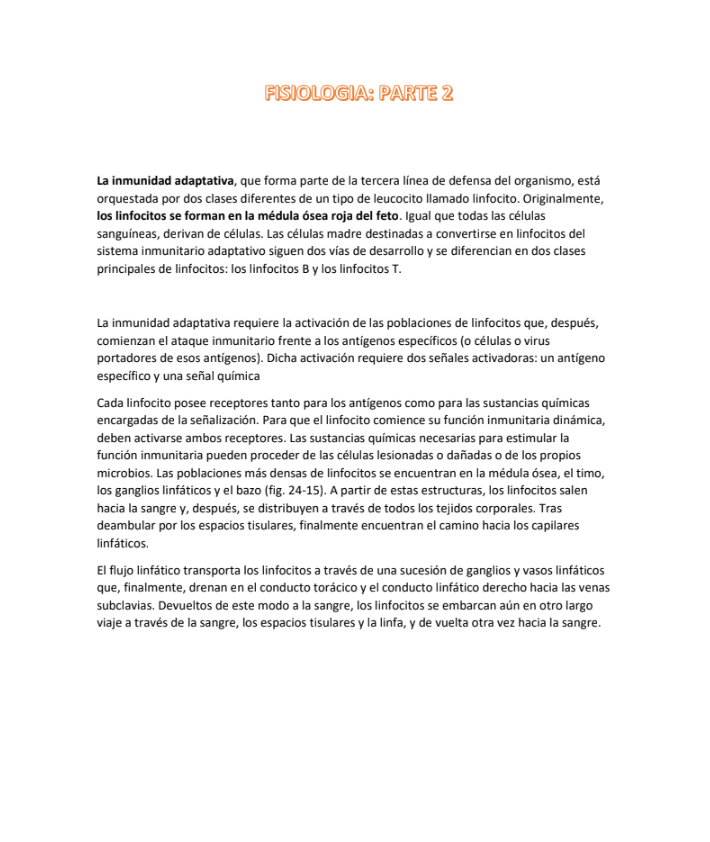 FISIOLOGIA: PARTE 2
La inmunidad adaptativa, que forma parte de la tercera línea de defensa del organismo, está
orquestada por dos clases diferentes de un tipo de leucocito llamado linfocito. Originalmente,
los linfocitos se forman en la médula ósea roja del feto. Igual que todas las células
sanguíneas, derivan de células. Las células madre destinadas a convertirse en linfocitos del
sistema inmunitario adaptativo siguen dos vías de desarrollo y se diferencian en dos clases
principales de linfocitos: los linfocitos B y los linfocitos T.
La inmunidad adaptativa requiere la activación de las poblaciones de linfocitos que, después,
comienzan el ataque inmunitario frente a los antígenos específicos (o células o virus
portadores de esos antígenos). Dicha activación requiere dos señales activadoras: un antígeno
específico y una señal química
Cada linfocito posee receptores tanto para los antígenos como para las sustancias químicas
encargadas de la señalización. Para que el linfocito comience su función inmunitaria dinámica,
deben activarse ambos receptores. Las sustancias químicas necesarias para estimular la
función inmunitaria pueden proceder de las células lesionadas o dañadas o de los propios
microbios. Las poblaciones más densas de linfocitos se encuentran en la médula ósea, el timo,
los ganglios linfáticos y el bazo (fig. 24-15). A partir de estas estructuras, los linfocitos salen
hacia la sangre y, después, se distribuyen a través de todos los tejidos corporales. Tras
deambular por los espacios tisulares, finalmente encuentran el camino hacia los capilares
linfáticos.
El flujo linfático transporta los linfocitos a través de una sucesión de ganglios y vasos linfáticos
que, finalmente, drenan en el conducto torácico y el conducto linfático derecho hacia las venas
subclavias. Devueltos de este modo a la sangre, los linfocitos se embarcan aún en otro largo
viaje a través de la sangre, los espacios tisulares y la linfa, y de vuelta otra vez hacia la sangre.